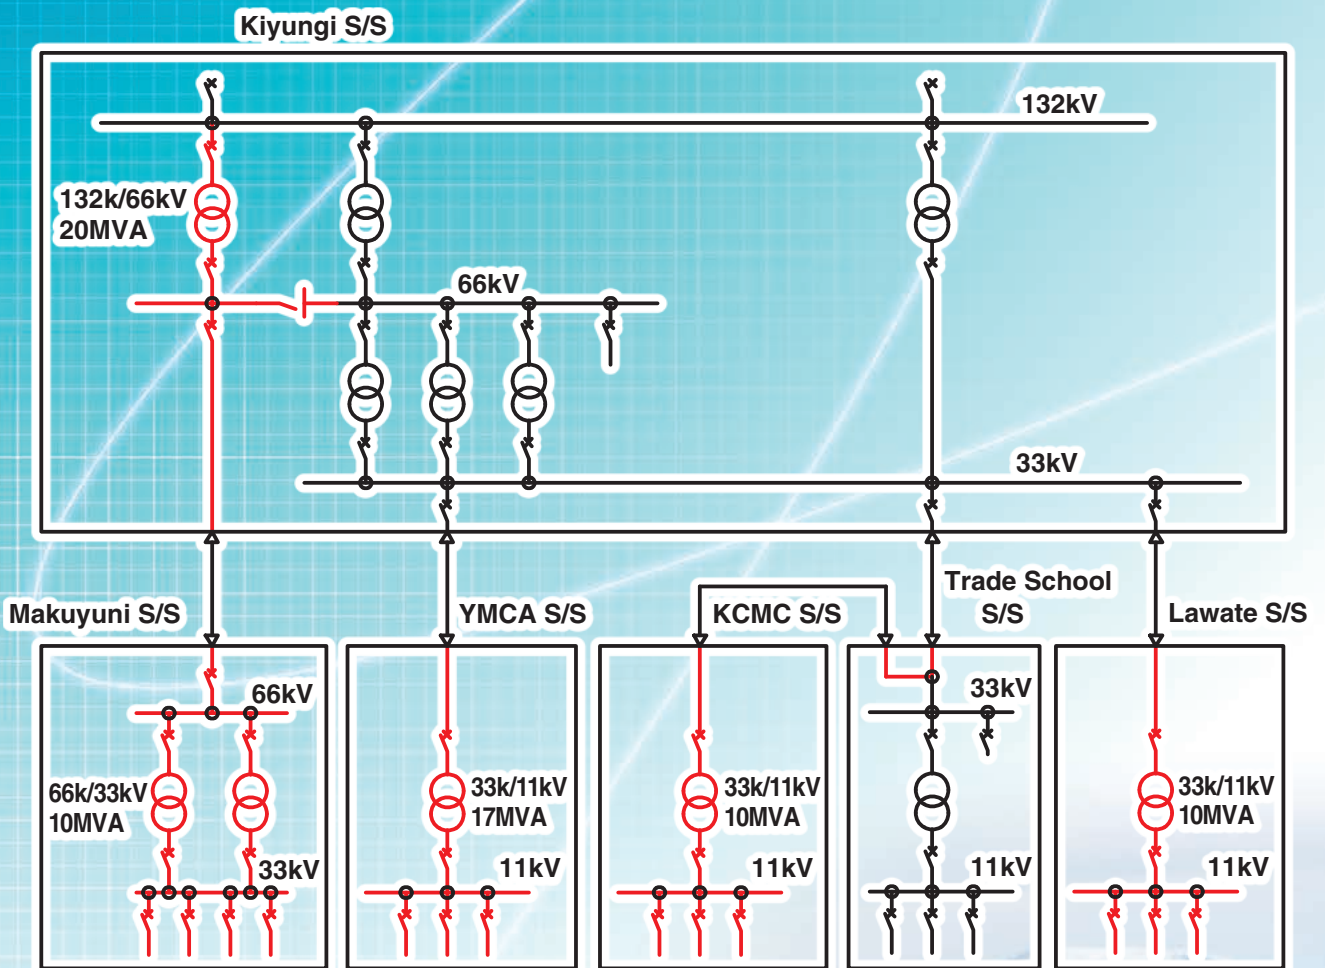 Kiyungi S/S
132kV
132k/66kV
20MVA
66kV
33kV
Makuyuni S/S
YMCA S/S
KCMC S/S
Trade School
S/S
Lawate S/S
66kV
33kV
66k/33kV
10MVA
33k/11kV
17MVA
33k/11kV
10MVA
33k/11kV
10MVA
33kV
11kV
11kV
11kV
11kV